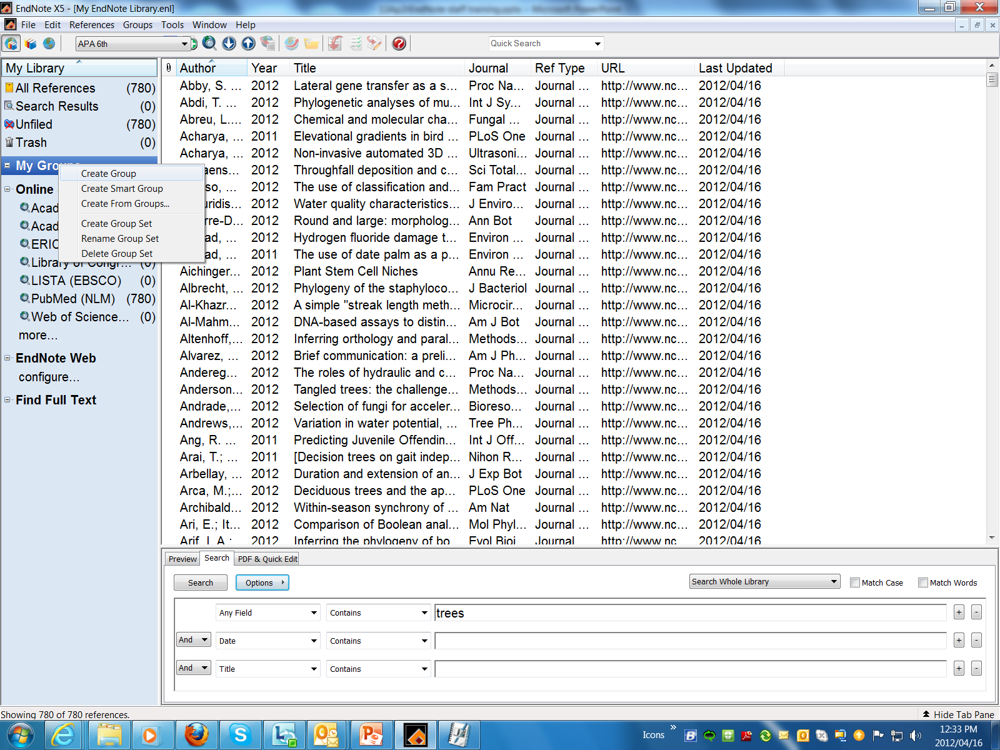 EndNote X5 - [My EndNote Library.enl]
File Edit References Groups Tools Window Help
APA 6th Quick Search
My Library
All References (780)
Search Results (0)
Unfiled (780)
Trash (0)
My Groups
Create Group
Create Smart Group
Create From Groups...
Create Group Set
Rename Group Set
Delete Group Set
Online
Acad
Acad
ERIC
Library of Congr... (0)
LISTA (EBSCO) (0)
PubMed (NLM) (780)
Web of Science... (0)
more...
EndNote Web
configure...
Find Full Text
Author Year Title Journal Ref Type URL Last Updated
Abby, S. ... 2012 Lateral gene transfer as a s... Proc Na... Journal ... http://www.nc... 2012/04/16
Abdi, T. ... 2012 Phylogenetic analyses of mu... Int J Sy... Journal ... http://www.nc... 2012/04/16
Abreu, L.... 2012 Chemical and molecular cha... Fungal ... Journal ... http://www.nc... 2012/04/16
Acharya, ... 2011 Elevational gradients in bird ... PLoS One Journal ... http://www.nc... 2012/04/16
Acharya, ... 2012 Non-invasive automated 3D ... Ultrasoni... Journal ... http://www.nc... 2012/04/16
aens... 2012 Throughfall deposition and c... Sci Total... Journal ... http://www.nc... 2012/04/16
so, ... 2012 The use of classification and... Fam Pract Journal ... http://www.nc... 2012/04/16
uridis... 2012 Water quality characteristics... J Enviro... Journal ... http://www.nc... 2012/04/16
rre-D... 2012 Round and large: morpholog... Ann Bot Journal ... http://www.nc... 2012/04/16
ad, ... 2012 Hydrogen fluoride damage t... Environ ... Journal ... http://www.nc... 2012/04/16
ad, ... 2011 The use of date palm as a p... Environ ... Journal ... http://www.nc... 2012/04/16
Aichinger... 2012 Plant Stem Cell Niches Annu Re... Journal ... http://www.nc... 2012/04/16
Albrecht, ... 2012 Phylogeny of the staphyloco... J Bacteriol Journal ... http://www.nc... 2012/04/16
Al-Khazr... 2012 A simple "streak length meth... Microcir... Journal ... http://www.nc... 2012/04/16
Al-Mahm... 2012 DNA-based assays to distin... Am J Bot Journal ... http://www.nc... 2012/04/16
Altenhoff,... 2012 Inferring orthology and paral... Methods... Journal ... http://www.nc... 2012/04/16
Alvarez, ... 2012 Brief communication: a preli... Am J Ph... Journal ... http://www.nc... 2012/04/16
Andereg... 2012 The roles of hydraulic and c... Proc Na... Journal ... http://www.nc... 2012/04/16
Anderson... 2012 Tangled trees: the challenge... Methods... Journal ... http://www.nc... 2012/04/16
Andrade,... 2012 Selection of fungi for acceler... Bioreso... Journal ... http://www.nc... 2012/04/16
Andrews,... 2012 Variation in water potential, ... Tree Ph... Journal ... http://www.nc... 2012/04/16
Ang, R. ... 2011 Predicting Juvenile Offendin... Int J Off... Journal ... http://www.nc... 2012/04/16
Arai, T.; ... 2011 [Decision trees on gait indep... Nihon R... Journal ... http://www.nc... 2012/04/16
Arbellay, ... 2012 Duration and extension of an... J Exp Bot Journal ... http://www.nc... 2012/04/16
Arca, M.;... 2012 Deciduous trees and the ap... PLoS One Journal ... http://www.nc... 2012/04/16
Archibald... 2012 Within-season synchrony of ... Am Nat Journal ... http://www.nc... 2012/04/16
Ari, E.; It... 2012 Comparison of Boolean anal... Mol Phyl... Journal ... http://www.nc... 2012/04/16
Arif, I. A.; 2012 Inferring the phylogeny of bo Evol Bioi Journal http://www.nc 2012/04/16
Preview Search PDF & Quick Edit
Search Options Search Whole Library Match Case Match Words
Any Field Contains trees + -
And Date Contains + -
And Title Contains + -
Showing 780 of 780 references. Hide Tab Pane
Icons » 12:33 PM
2012/04/16